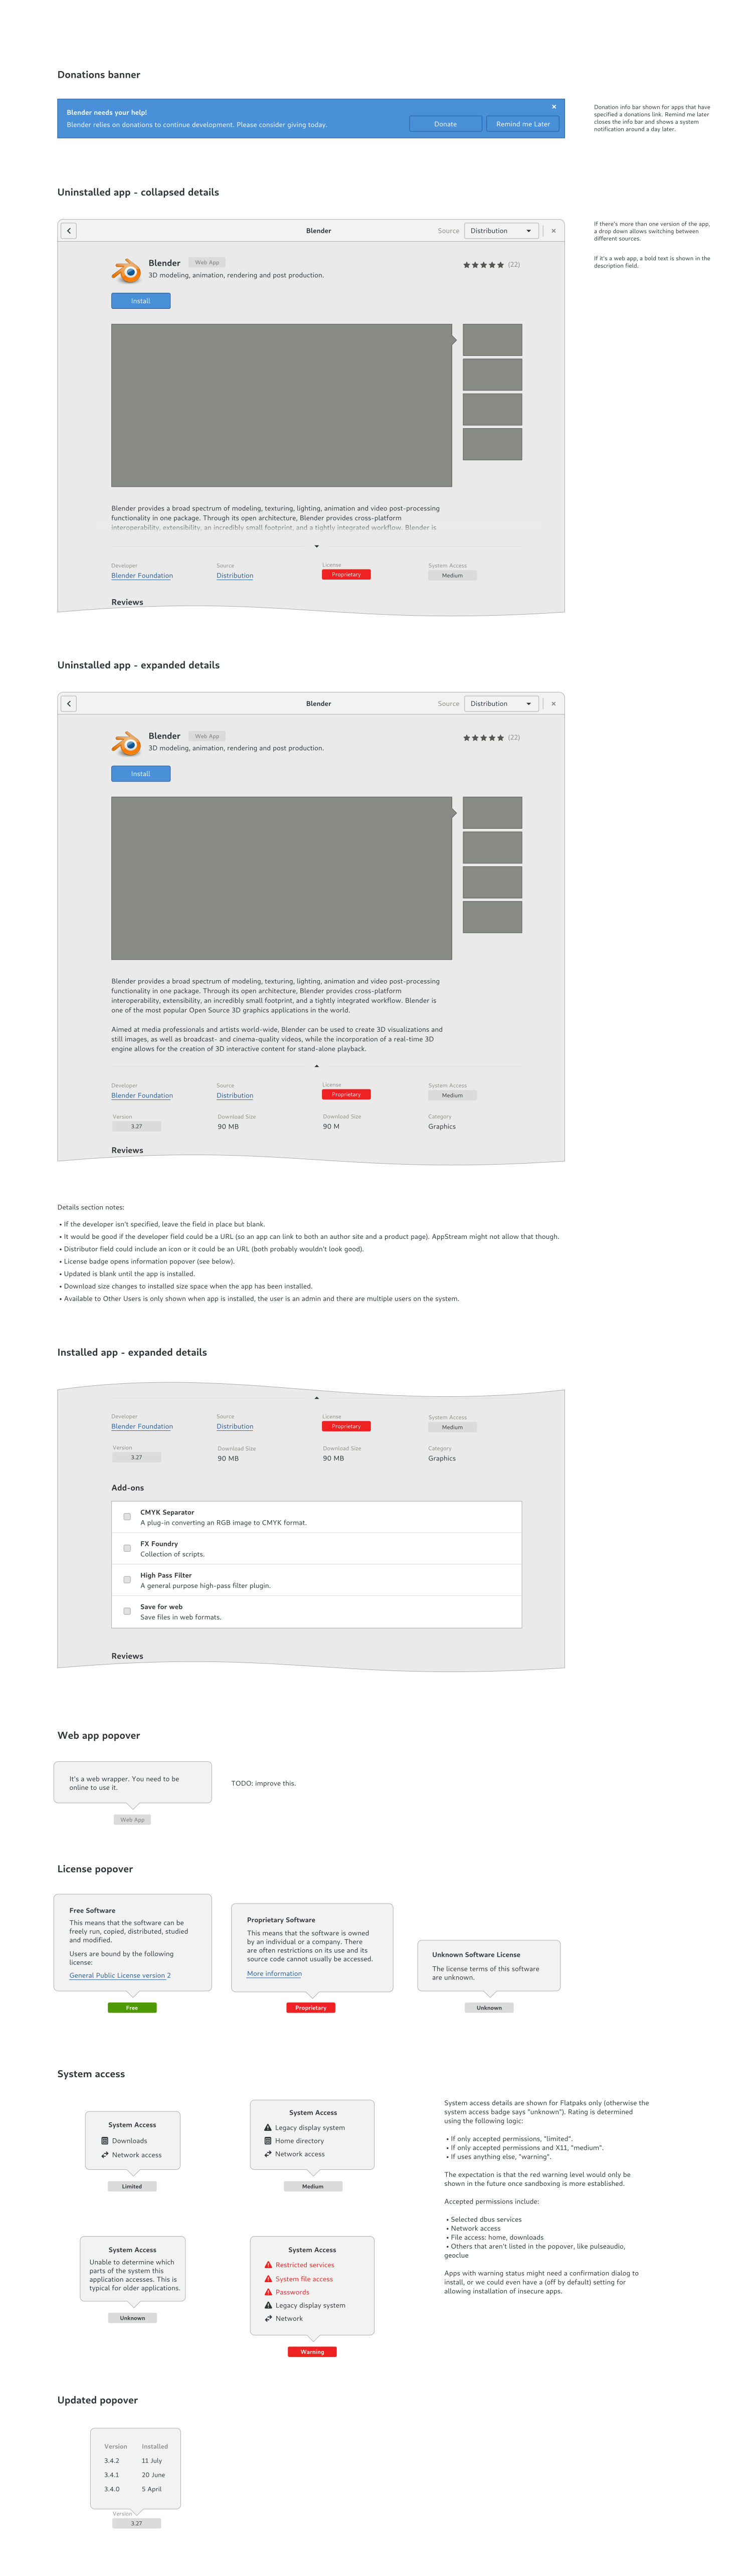 Donations banner
Blender needs your help!
Blender relies on donations to continue development. Please consider giving today.
Donate
Remind me Later
Donation info bar shown for apps that have
specified a donations link. Remind me later
closes the info bar and shows a system
notification around a day later.
Uninstalled app - collapsed details
Blender
Source
Distribution
If there's more than one version of the app,
a drop down allows switching between
different sources.
If it's a web app, a bold text is shown in the
description field.
Blender
Web App
3D modeling, animation, rendering and post production.
(22)
Install
Blender provides a broad spectrum of modeling, texturing, lighting, animation and video post-processing
functionality in one package. Through its open architecture, Blender provides cross-platform
interoperability, extensibility, an incredibly small footprint, and a tightly integrated workflow. Blender is
Developer
Source
License
System Access
Blender Foundation
Distribution
Proprietary
Medium
Reviews
Uninstalled app - expanded details
Blender
Source
Distribution
Blender
Web App
3D modeling, animation, rendering and post production.
(22)
Install
Blender provides a broad spectrum of modeling, texturing, lighting, animation and video post-processing
functionality in one package. Through its open architecture, Blender provides cross-platform
interoperability, extensibility, an incredibly small footprint, and a tightly integrated workflow. Blender is
one of the most popular Open Source 3D graphics applications in the world.
Aimed at media professionals and artists world-wide, Blender can be used to create 3D visualizations and
still images, as well as broadcast- and cinema-quality videos, while the incorporation of a real-time 3D
engine allows for the creation of 3D interactive content for stand-alone playback.
Developer
Source
License
System Access
Blender Foundation
Distribution
Proprietary
Medium
Version
Download Size
Download Size
Category
3.27
90 MB
90 M
Graphics
Reviews
Details section notes:
• If the developer isn't specified, leave the field in place but blank.
• It would be good if the developer field could be a URL (so an app can link to both an author site and a product page). AppStream might not allow that though.
• Distributor field could include an icon or it could be an URL (both probably wouldn't look good).
• License badge opens information popover (see below).
• Updated is blank until the app is installed.
• Download size changes to installed size space when the app has been installed.
• Available to Other Users is only shown when app is installed, the user is an admin and there are multiple users on the system.
Installed app - expanded details
Developer
Source
License
System Access
Blender Foundation
Distribution
Proprietary
Medium
Version
Download Size
Download Size
Category
3.27
90 MB
90 MB
Graphics
Add-ons
CMYK Separator
A plug-in converting an RGB image to CMYK format.
FX Foundry
Collection of scripts.
High Pass Filter
A general purpose high-pass filter plugin.
Save for web
Save files in web formats.
Reviews
Web app popover
It's a web wrapper. You need to be
online to use it.
TODO: improve this.
Web App
License popover
Free Software
This means that the software can be
freely run, copied, distributed, studied
and modified.
Users are bound by the following
license:
General Public License version 2
Free
Proprietary Software
This means that the software is owned
by an individual or a company. There
are often restrictions on its use and its
source code cannot usually be accessed.
More information
Proprietary
Unknown Software License
The license terms of this software
are unknown.
Unknown
System access
System Access
Downloads
Network access
Limited
System Access
Legacy display system
Home directory
Network access
Medium
System Access
Unable to determine which
parts of the system this
application accesses. This is
typical for older applications.
Unknown
System Access
Restricted services
System file access
Passwords
Legacy display system
Network
Warning
System access details are shown for Flatpaks only (otherwise the
system access badge says "unknown"). Rating is determined
using the following logic:
• If only accepted permissions, "limited".
• If only accepted permissions and X11, "medium".
• If uses anything else, "warning".
The expectation is that the red warning level would only be
shown in the future once sandboxing is more established.
Accepted permissions include:
• Selected dbus services
• Network access
• File access: home, downloads
• Others that aren't listed in the popover, like pulseaudio,
geoclue
Apps with warning status might need a confirmation dialog to
install, or we could even have a (off by default) setting for
allowing installation of insecure apps.
Updated popover
Version Installed
3.4.2 11 July
3.4.1 20 June
3.4.0 5 April
Version
3.27